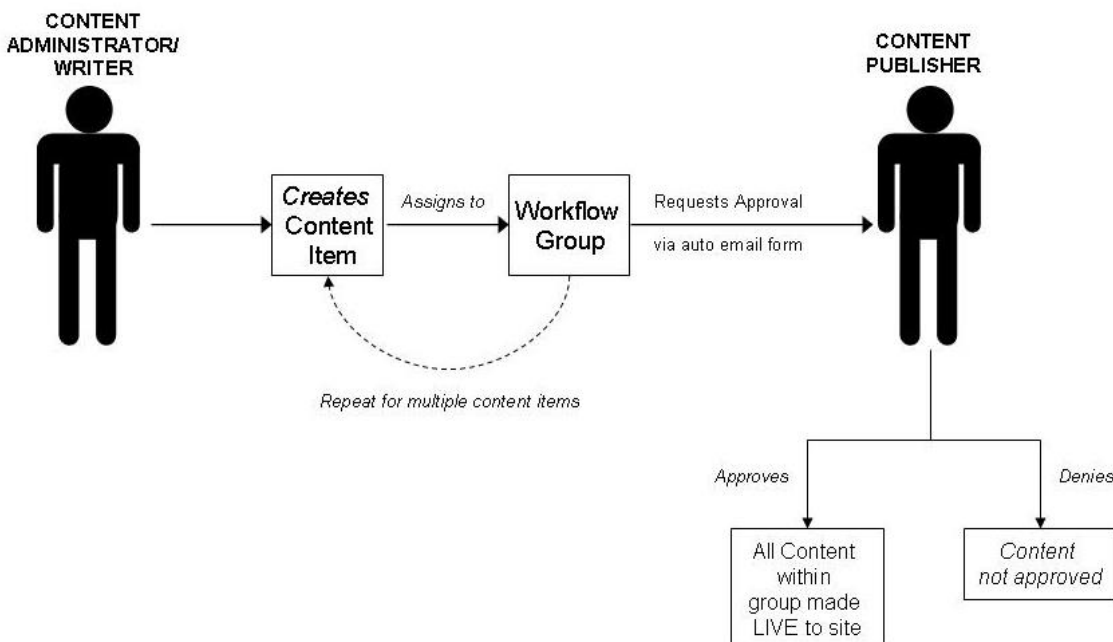 CONTENT
ADMINISTRATOR/
WRITER
CONTENT
PUBLISHER
Creates
Content
Item
Assigns to
Workflow
Group
Requests Approval
via auto email form
Repeat for multiple content items
Approves
Denies
All Content
within
group made
LIVE to site
Content
not approved